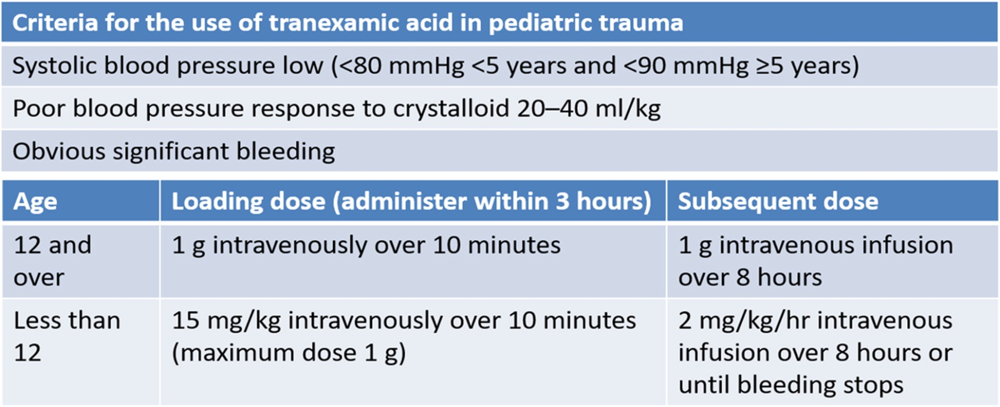 Criteria for the use of tranexamic acid in pediatric trauma
Systolic blood pressure low (<80 mmHg <5 years and <90 mmHg ≥5 years)
Poor blood pressure response to crystalloid 20–40 ml/kg
Obvious significant bleeding
Age
Loading dose (administer within 3 hours)
Subsequent dose
12 and
over
1 g intravenously over 10 minutes
1 g intravenous infusion
over 8 hours
Less than
12
15 mg/kg intravenously over 10 minutes
(maximum dose 1 g)
2 mg/kg/hr intravenous
infusion over 8 hours or
until bleeding stops